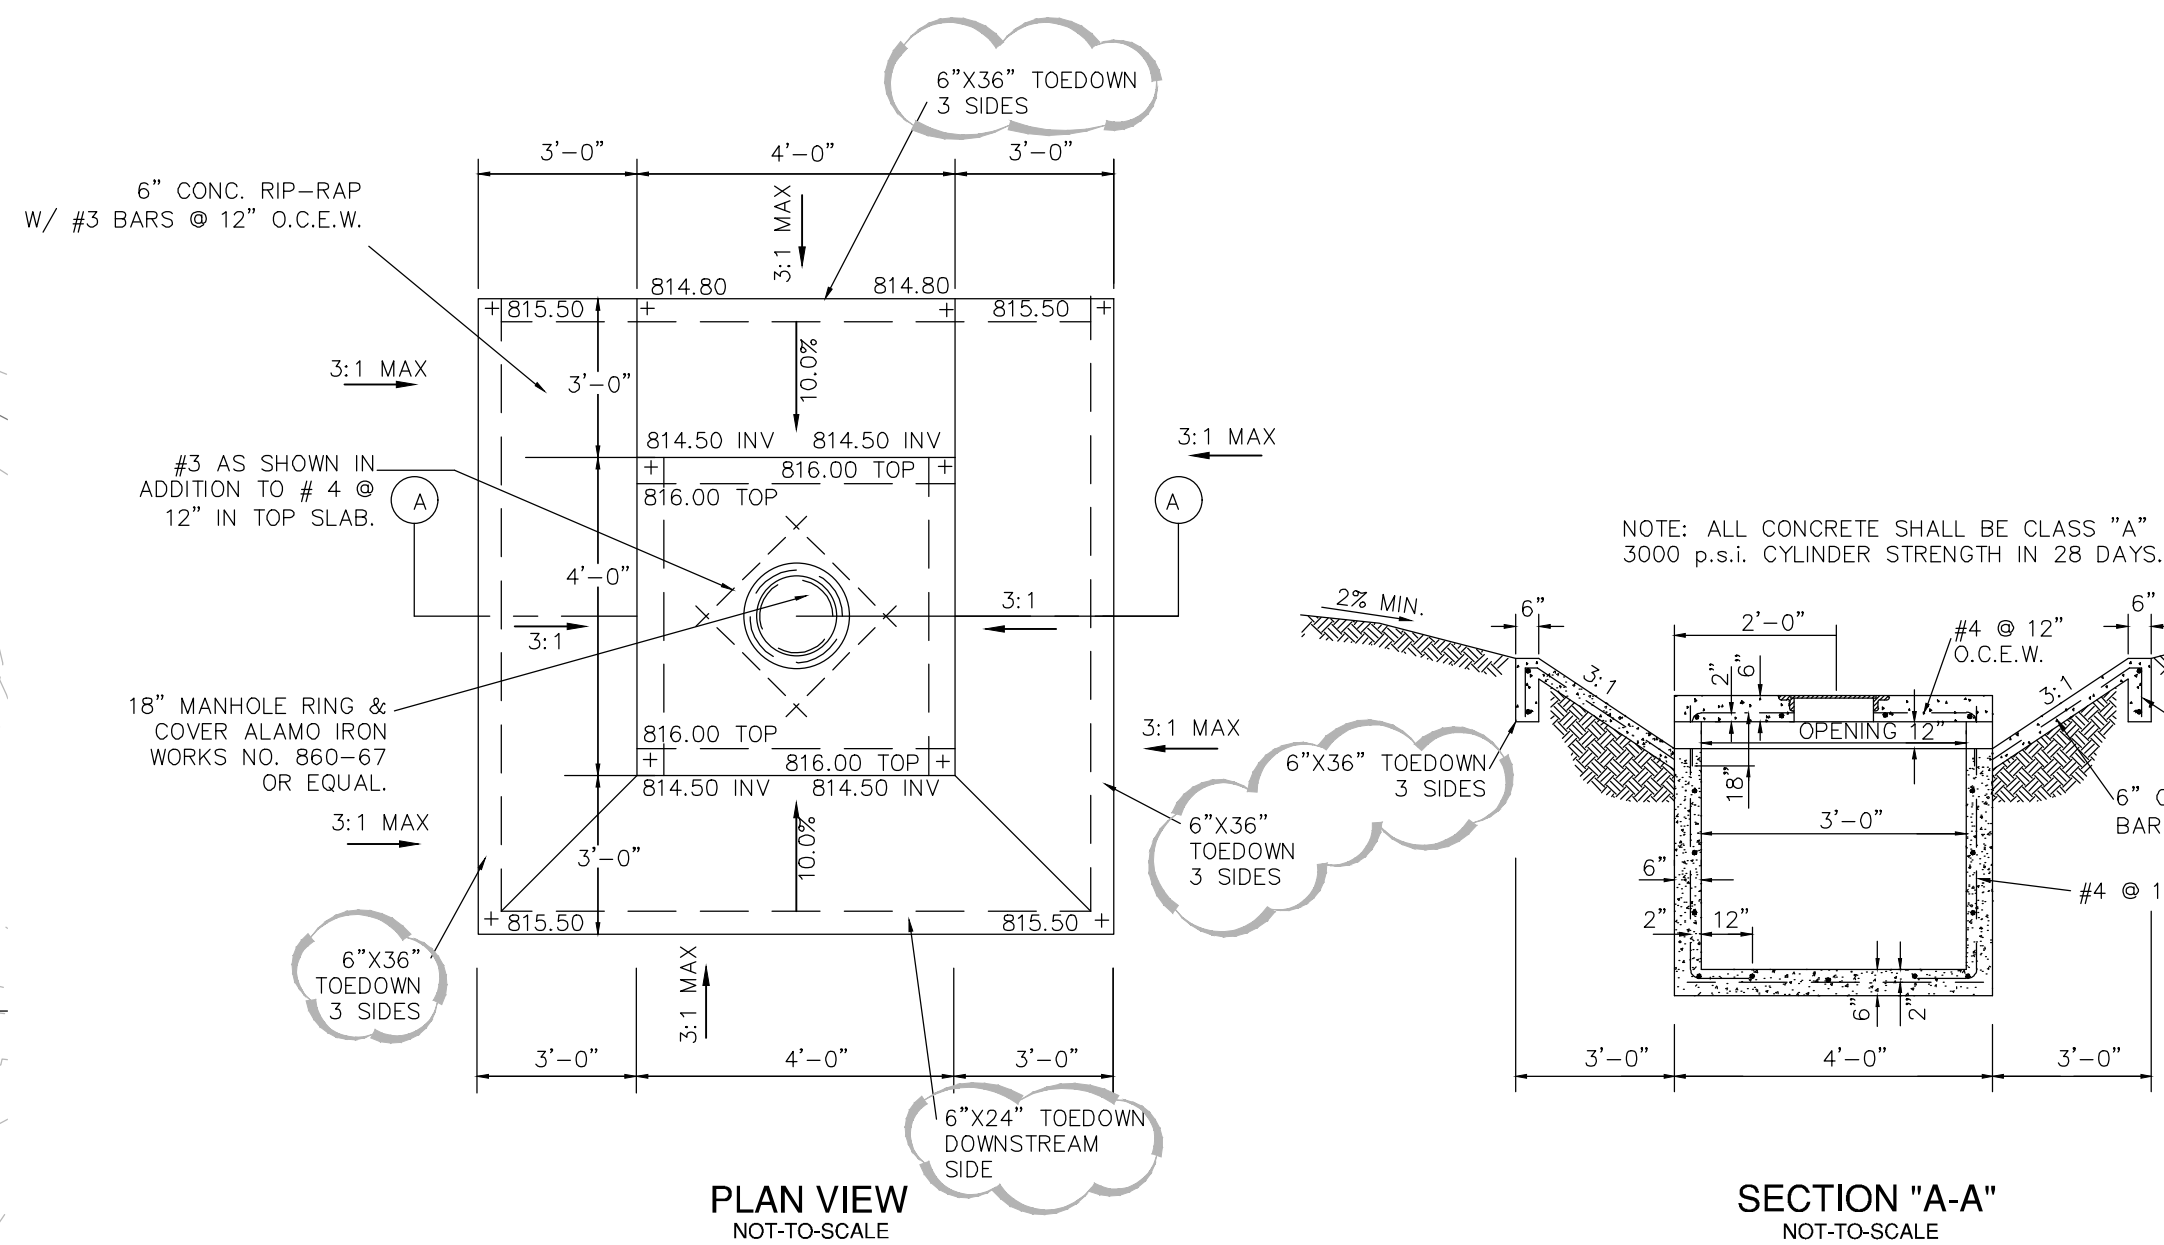 6”X36” TOEDOWN
3 SIDES
3’-0”
4’-0”
3’-0”
6” CONC. RIP-RAP
W/ #3 BARS @ 12” O.C.E.W.
3:1 MAX
814.80
814.80
815.50
815.50
10.0%
3:1 MAX
3’-0”
814.50 INV
814.50 INV
3:1 MAX
#3 AS SHOWN IN
ADDITION TO # 4 @
12” IN TOP SLAB.
A
816.00 TOP
816.00 TOP
A
4’-0”
3:1
3:1
18” MANHOLE RING &
COVER ALAMO IRON
WORKS NO. 860-67
OR EQUAL.
816.00 TOP
816.00 TOP
814.50 INV
814.50 INV
3:1 MAX
3:1 MAX
3’-0”
10.0%
6”X36”
TOEDOWN
3 SIDES
815.50
815.50
6”X36”
TOEDOWN
3 SIDES
3:1 MAX
3’-0”
4’-0”
3’-0”
6”X24” TOEDOWN
DOWNSTREAM
SIDE
PLAN VIEW
NOT-TO-SCALE
NOTE: ALL CONCRETE SHALL BE CLASS "A"
3000 p.s.i. CYLINDER STRENGTH IN 28 DAYS.
2% MIN.
6”
2’-0”
#4 @ 12”
O.C.E.W.
6”
3:1
2”
6”
3:1
OPENING 12”
6”X36” TOEDOWN
3 SIDES
18”
3’-0”
6”
BAR
6”
#4 @ 1
2”
12”
6”
2”
3’-0”
4’-0”
3’-0”
SECTION "A-A"
NOT-TO-SCALE